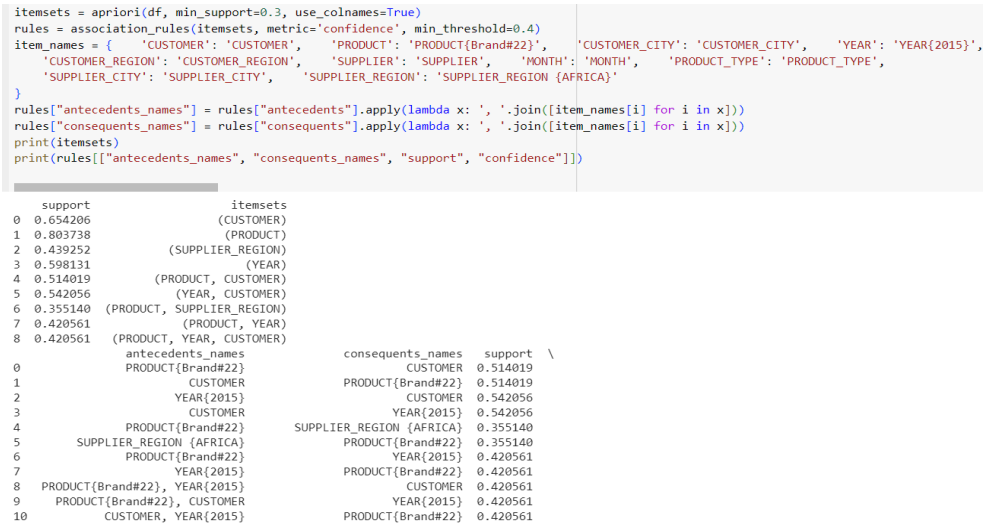 itemsets = apriori(df, min_support=0.3, use_colnames=True)
rules = association_rules(itemsets, metric='confidence', min_threshold=0.4)
item_names = {    'CUSTOMER': 'CUSTOMER',    'PRODUCT': 'PRODUCT{Brand#22}',    'CUSTOMER_CITY': 'CUSTOMER_CITY',    'YEAR': 'YEAR{2015}',
    'CUSTOMER_REGION': 'CUSTOMER_REGION',    'SUPPLIER': 'SUPPLIER',    'MONTH': 'MONTH',    'PRODUCT_TYPE': 'PRODUCT_TYPE',
    'SUPPLIER_CITY': 'SUPPLIER_CITY',    'SUPPLIER_REGION': 'SUPPLIER_REGION {AFRICA}'
}
rules["antecedents_names"] = rules["antecedents"].apply(lambda x: ', '.join([item_names[i] for i in x]))
rules["consequents_names"] = rules["consequents"].apply(lambda x: ', '.join([item_names[i] for i in x]))
print(itemsets)
print(rules[["antecedents_names", "consequents_names", "support", "confidence"]])
    support                     itemsets
0  0.654206                   (CUSTOMER)
1  0.803738                    (PRODUCT)
2  0.439252            (SUPPLIER_REGION)
3  0.598131                       (YEAR)
4  0.514019          (PRODUCT, CUSTOMER)
5  0.542056             (YEAR, CUSTOMER)
6  0.355140   (PRODUCT, SUPPLIER_REGION)
7  0.420561              (PRODUCT, YEAR)
8  0.420561    (PRODUCT, YEAR, CUSTOMER)
                antecedents_names             consequents_names   support  \
0               PRODUCT{Brand#22}                      CUSTOMER  0.514019
1                        CUSTOMER             PRODUCT{Brand#22}  0.514019
2                      YEAR{2015}                      CUSTOMER  0.542056
3                        CUSTOMER                    YEAR{2015}  0.542056
4               PRODUCT{Brand#22}      SUPPLIER_REGION {AFRICA}  0.355140
5        SUPPLIER_REGION {AFRICA}             PRODUCT{Brand#22}  0.355140
6               PRODUCT{Brand#22}                    YEAR{2015}  0.420561
7                      YEAR{2015}             PRODUCT{Brand#22}  0.420561
8   PRODUCT{Brand#22}, YEAR{2015}                      CUSTOMER  0.420561
9     PRODUCT{Brand#22}, CUSTOMER                    YEAR{2015}  0.420561
10           CUSTOMER, YEAR{2015}             PRODUCT{Brand#22}  0.420561